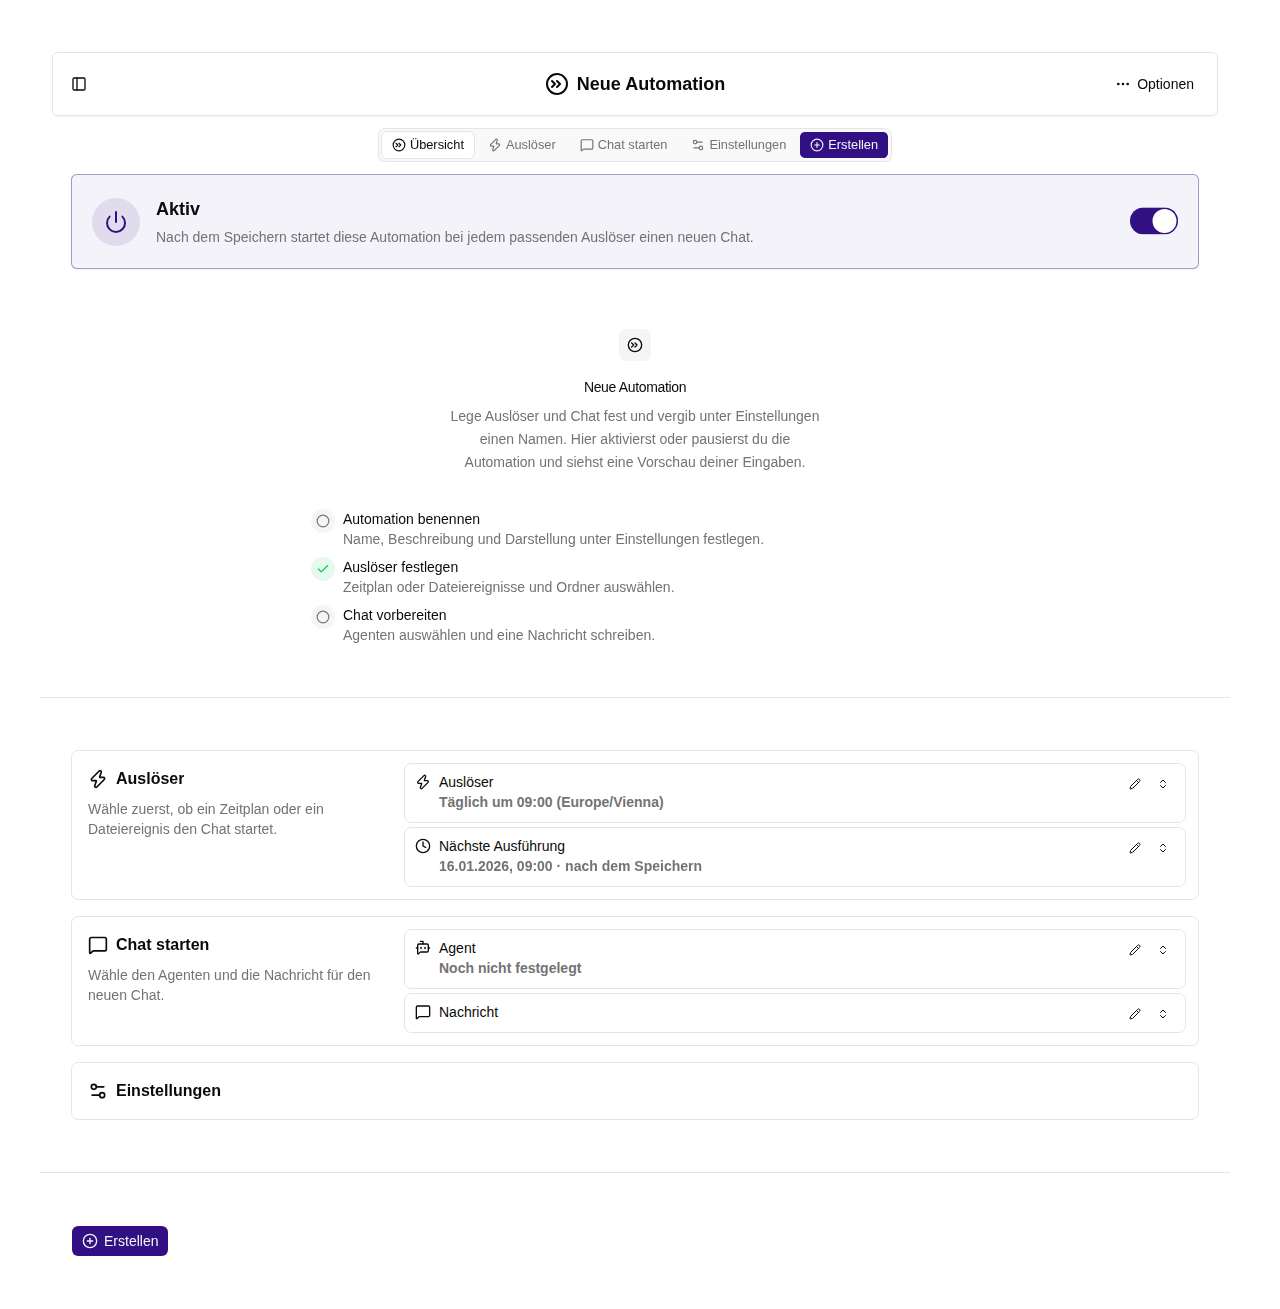 Neue Automation
Optionen
Übersicht
Auslöser
Chat starten
Einstellungen
Erstellen
Aktiv
Nach dem Speichern startet diese Automation bei jedem passenden Auslöser einen neuen Chat.
Neue Automation
Lege Auslöser und Chat fest und vergib unter Einstellungen
einen Namen. Hier aktivierst oder pausierst du die
Automation und siehst eine Vorschau deiner Eingaben.
Automation benennen
Name, Beschreibung und Darstellung unter Einstellungen festlegen.
Auslöser festlegen
Zeitplan oder Dateiereignisse und Ordner auswählen.
Chat vorbereiten
Agenten auswählen und eine Nachricht schreiben.
Auslöser
Wähle zuerst, ob ein Zeitplan oder ein
Dateiereignis den Chat startet.
Auslöser
Täglich um 09:00 (Europe/Vienna)
Nächste Ausführung
16.01.2026, 09:00 · nach dem Speichern
Chat starten
Wähle den Agenten und die Nachricht für den
neuen Chat.
Agent
Noch nicht festgelegt
Nachricht
Einstellungen
Erstellen